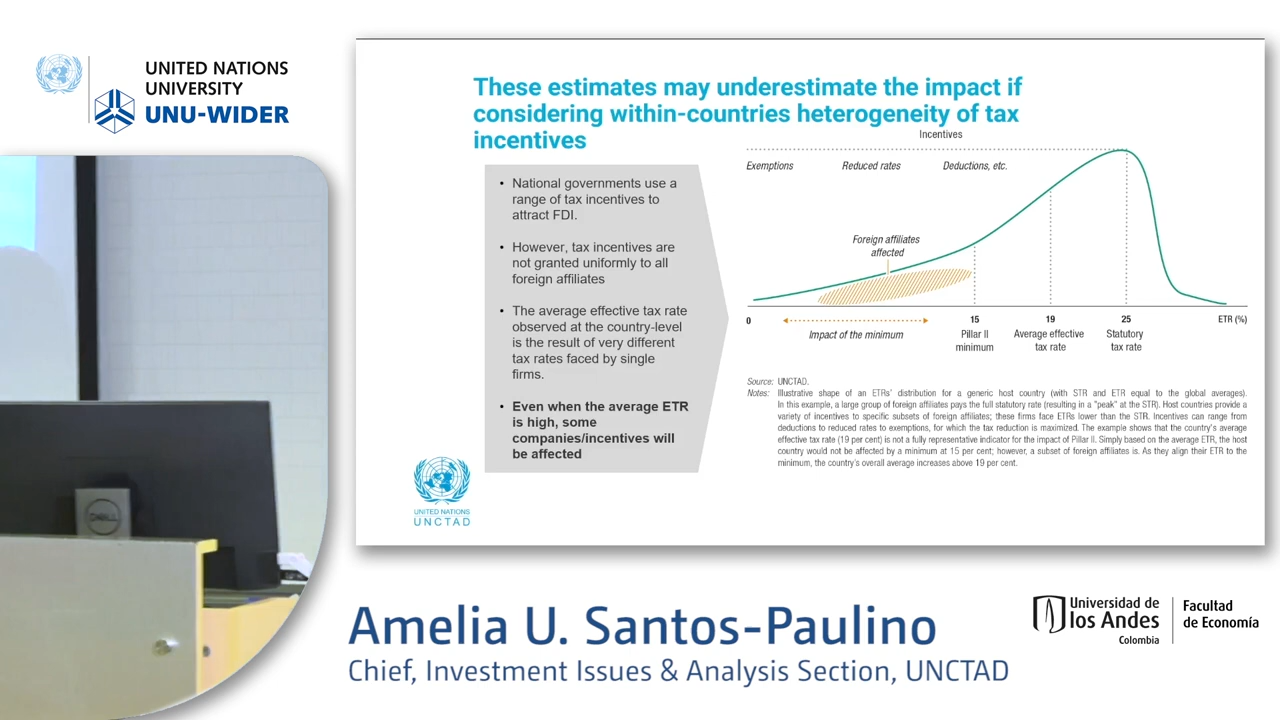 UNITED NATIONS
UNIVERSITY
UNU-WIDER
These estimates may underestimate the impact if
considering within-countries heterogeneity of tax
incentives
• National governments use a
range of tax incentives to
attract FDI.
• However, tax incentives are
not granted uniformly to all
foreign affiliates
• The average effective tax rate
observed at the country-level
is the result of very different
tax rates faced by single
firms.
• Even when the average ETR
is high, some
companies/incentives will
be affected
Incentives
Exemptions Reduced rates Deductions, etc.
Foreign affiliates
affected
0 15 19 25 ETR (%)
Impact of the minimum
Pillar II
minimum
Average effective
tax rate
Statutory
tax rate
Source: UNCTAD.
Notes: Illustrative shape of an ETRs' distribution for a generic host country (with STR and ETR equal to the global averages).
In this example, a large group of foreign affiliates pays the full statutory rate (resulting in a "peak" at the STR). Host countries provide a
variety of incentives to specific subsets of foreign affiliates; these firms face ETRs lower than the STR. Incentives can range from
deductions to reduced rates to exemptions, for which the tax reduction is maximized. The example shows that the country's average
effective tax rate (19 per cent) is not a fully representative indicator for the impact of Pillar II. Simply based on the average ETR, the host
country would not be affected by a minimum at 15 per cent; however, a subset of foreign affiliates is. As they align their ETR to the
minimum, the country's overall average increases above 19 per cent.
UNITED NATIONS
UNCTAD
DELL
Amelia U. Santos-Paulino
Chief, Investment Issues & Analysis Section, UNCTAD
Universidad de
los Andes
Colombia
Facultad
de Economía